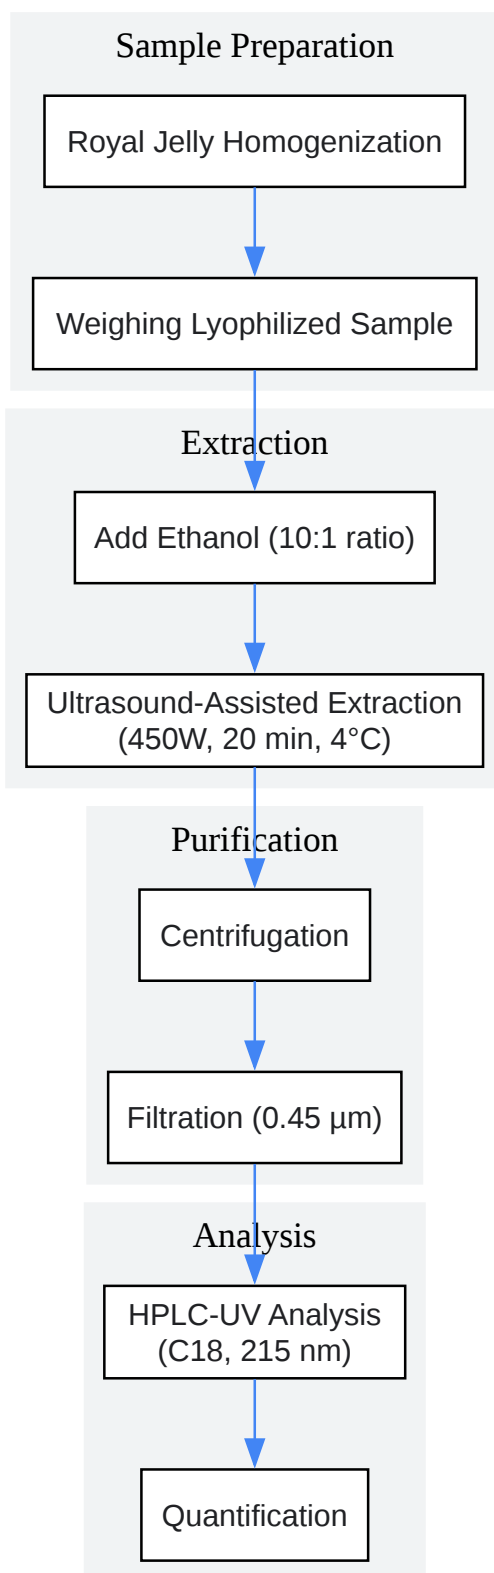 Sample Preparation
Royal Jelly Homogenization
Weighing Lyophilized Sample
Extraction
Add Ethanol (10:1 ratio)
Ultrasound-Assisted Extraction
(450W, 20 min, 4°C)
Purification
Centrifugation
Filtration (0.45 µm)
Analysis
HPLC-UV Analysis
(C18, 215 nm)
Quantification